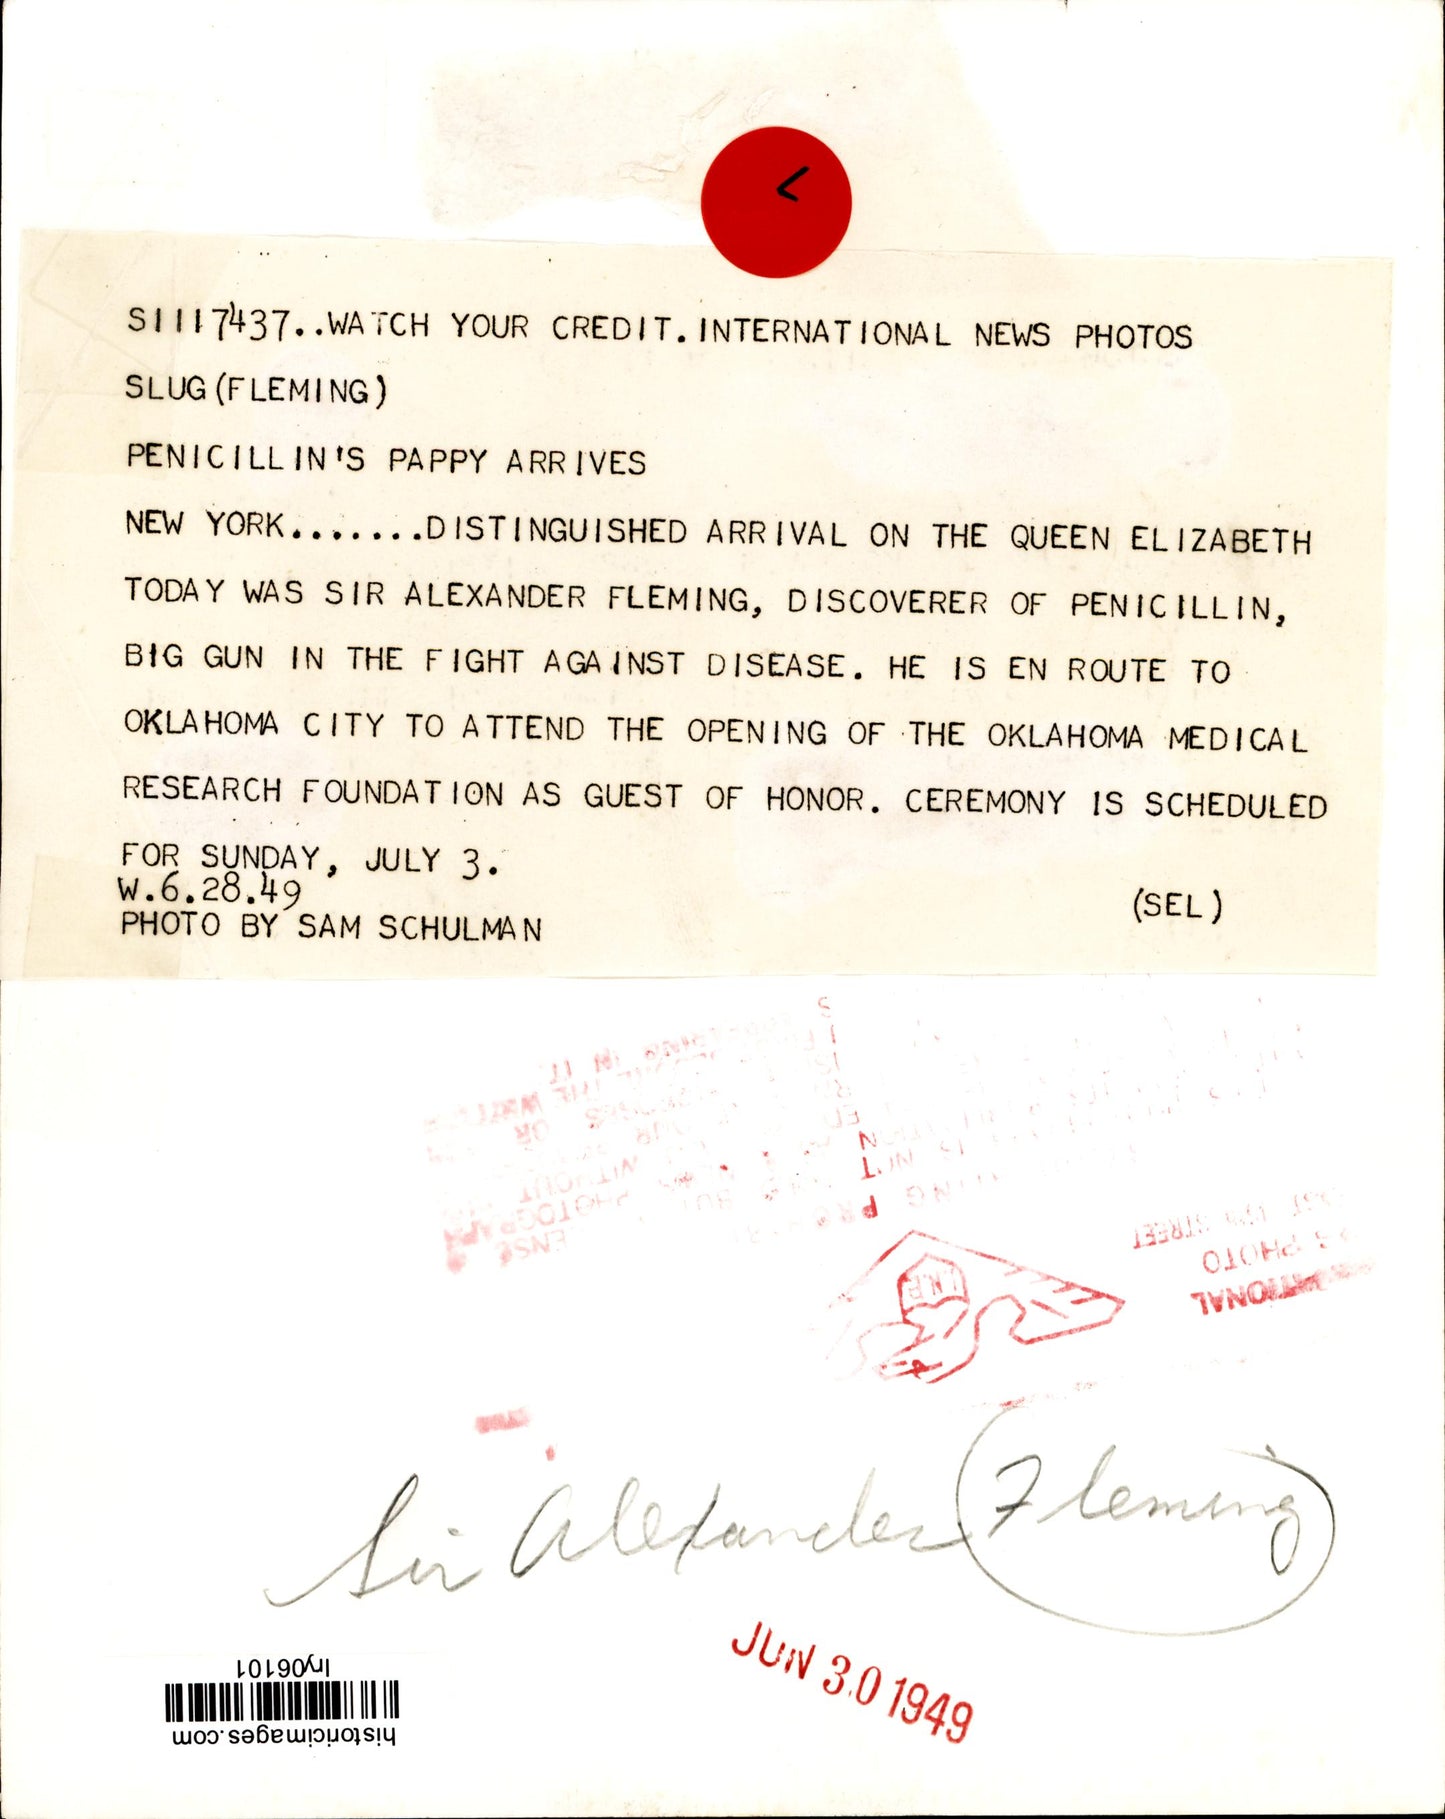 S1117437..WATCH YOUR CREDIT.INTERNATIONAL NEWS PHOTOS
SLUG(FLEMING)
PENICILLIN'S PAPPY ARRIVES
NEW YORK.......DISTINGUISHED ARRIVAL ON THE QUEEN ELIZABETH
TODAY WAS SIR ALEXANDER FLEMING, DISCOVERER OF PENICILLIN,
BIG GUN IN THE FIGHT AGAINST DISEASE. HE IS EN ROUTE TO
OKLAHOMA CITY TO ATTEND THE OPENING OF THE OKLAHOMA MEDICAL
RESEARCH FOUNDATION AS GUEST OF HONOR. CEREMONY IS SCHEDULED
FOR SUNDAY, JULY 3.
W.6.28.49
(SEL)
PHOTO BY SAM SCHULMAN
STREET
PHOTO
I.N.P.
Sir Alexander Fleming
JUN 30 1949
lry06101
historicimages.com